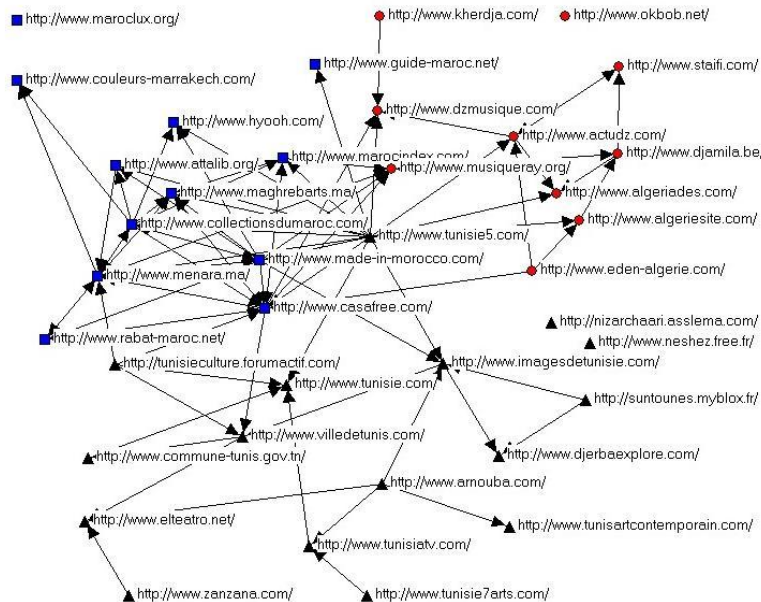 http://www.maroclux.org/
http://www.kherdja.com/
http://www.okbob.net/
http://www.guide-maroc.net/
http://www.staifi.com/
http://www.couleurs-marrakech.com/
http://www.dzmusique.com/
http://www.hyooh.com/
http://www.actudz.com/
http://www.djamila.be/
http://www.marocindex.com/
http://www.attalib.org/
http://www.musiqueray.org/
http://www.maghrebarts.ma/
http://www.algeriades.com/
http://www.algeriesite.com/
http://www.collectionsdumaroc.com/
http://www.tunisie5.com/
http://www.made-in-morocco.com/
http://www.eden-algerie.com/
http://www.menara.ma/
http://www.casafree.com/
http://nizarchaari.asslema.com/
http://www.rabat-maroc.net/
http://www.neshez.free.fr/
http://tunisieculture.forumactif.com/
http://www.imagesdetunisie.com/
http://www.tunisie.com/
http://suntounes.myblox.fr/
http://www.villedetunis.com/
http://www.commune-tunis.gov.tn/
http://www.djerbaexplore.com/
http://www.arnouba.com/
http://www.elteatro.net/
http://www.tunisartcontemporain.com/
http://www.tunisiatv.com/
http://www.zanzana.com/
http://www.tunisie7arts.com/